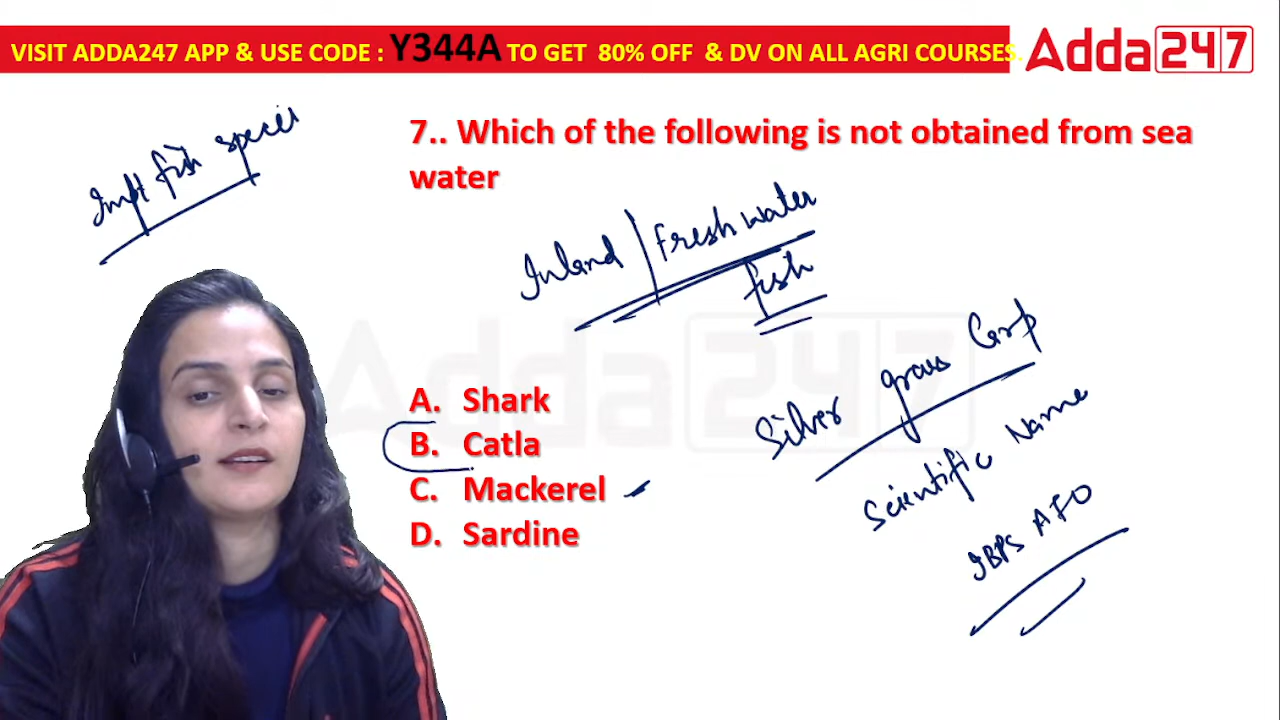 VISIT ADDA247 APP & USE CODE : Y344A TO GET 80% OFF & DV ON ALL AGRI COURSES.
Adda247
Impt fish species
7.. Which of the following is not obtained from sea
water
Inland / Freshwater
fish
A. Shark
B. Catla
C. Mackerel
D. Sardine
Silver grass Carp
Scientific Name
IBPS AFO
Adda247